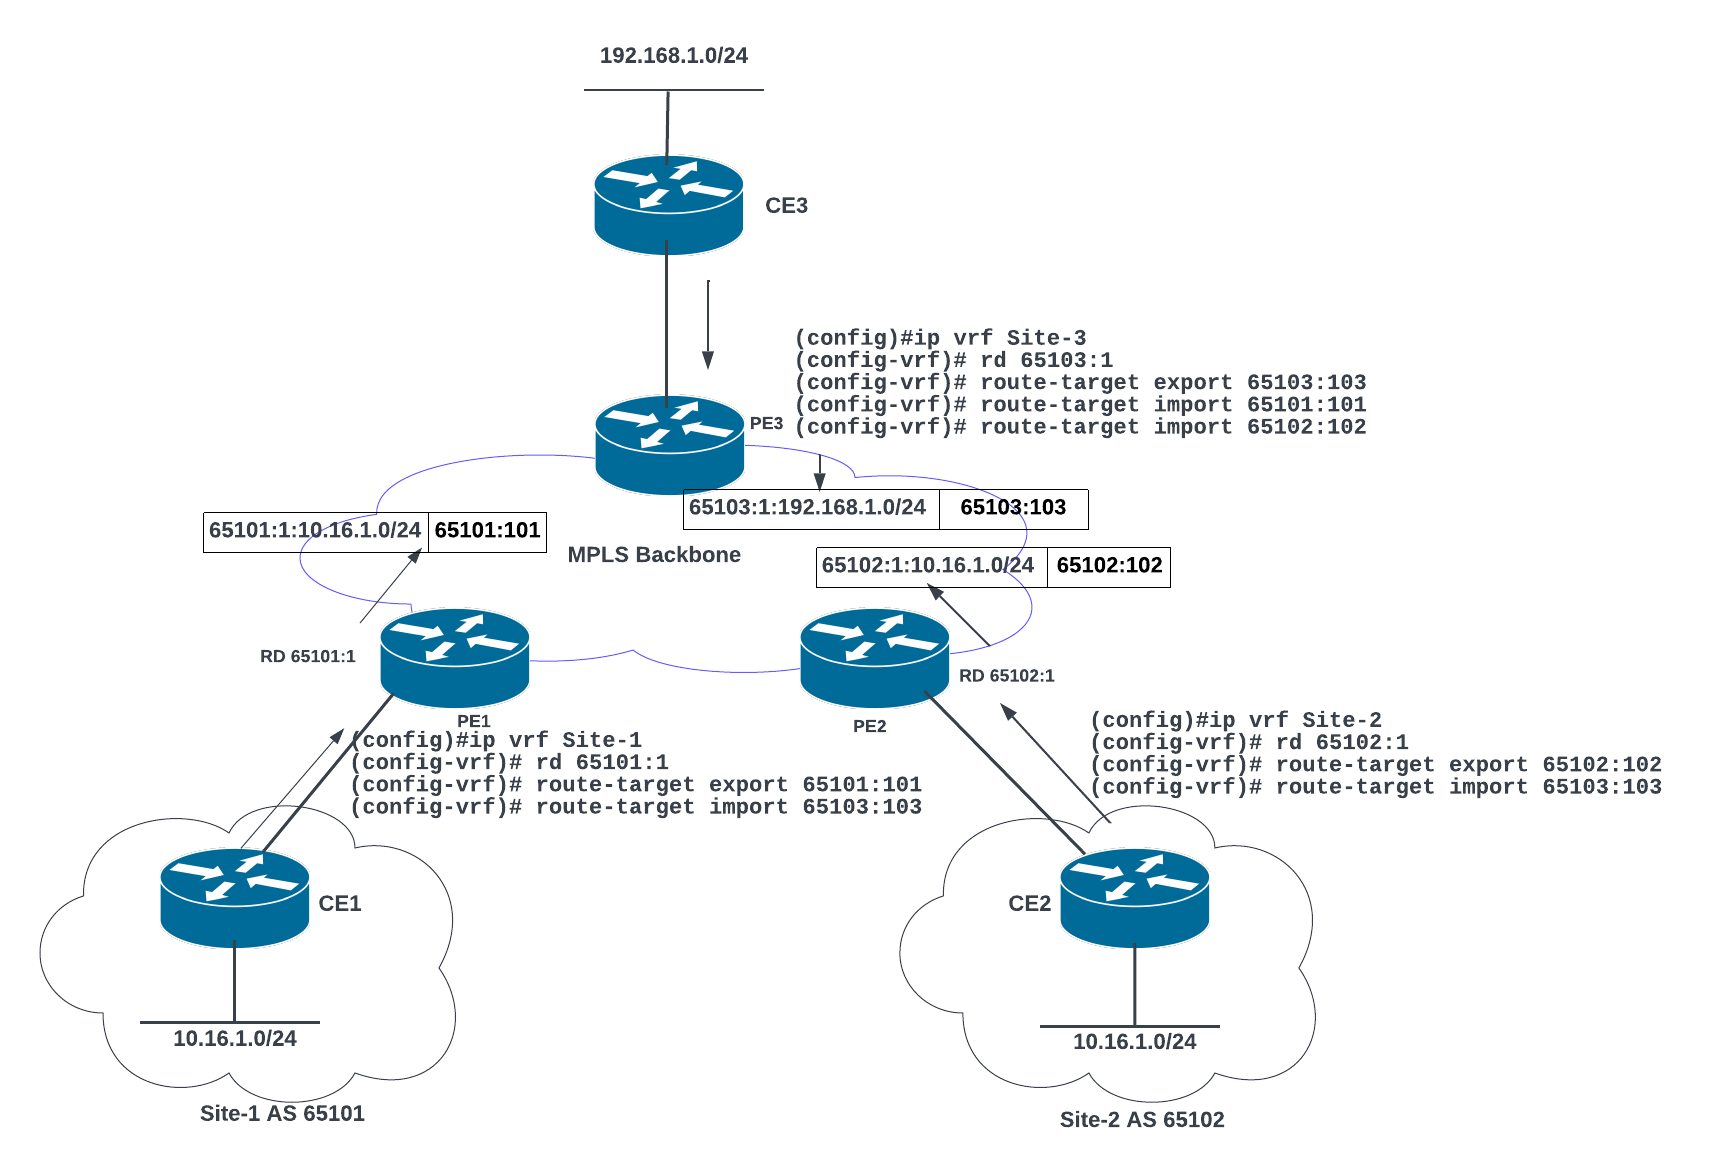 192.168.1.0/24
CE3
(config)#ip vrf Site-3
(config-vrf)# rd 65103:1
(config-vrf)# route-target export 65103:103
(config-vrf)# route-target import 65101:101
(config-vrf)# route-target import 65102:102
PE3
65103:1:192.168.1.0/24 65103:103
65101:1:10.16.1.0/24 65101:101
MPLS Backbone
65102:1:10.16.1.0/24 65102:102
RD 65101:1
RD 65102:1
PE1
PE2
(config)#ip vrf Site-1
(config-vrf)# rd 65101:1
(config-vrf)# route-target export 65101:101
(config-vrf)# route-target import 65103:103
(config)#ip vrf Site-2
(config-vrf)# rd 65102:1
(config-vrf)# route-target export 65102:102
(config-vrf)# route-target import 65103:103
CE1
CE2
10.16.1.0/24
10.16.1.0/24
Site-1 AS 65101
Site-2 AS 65102